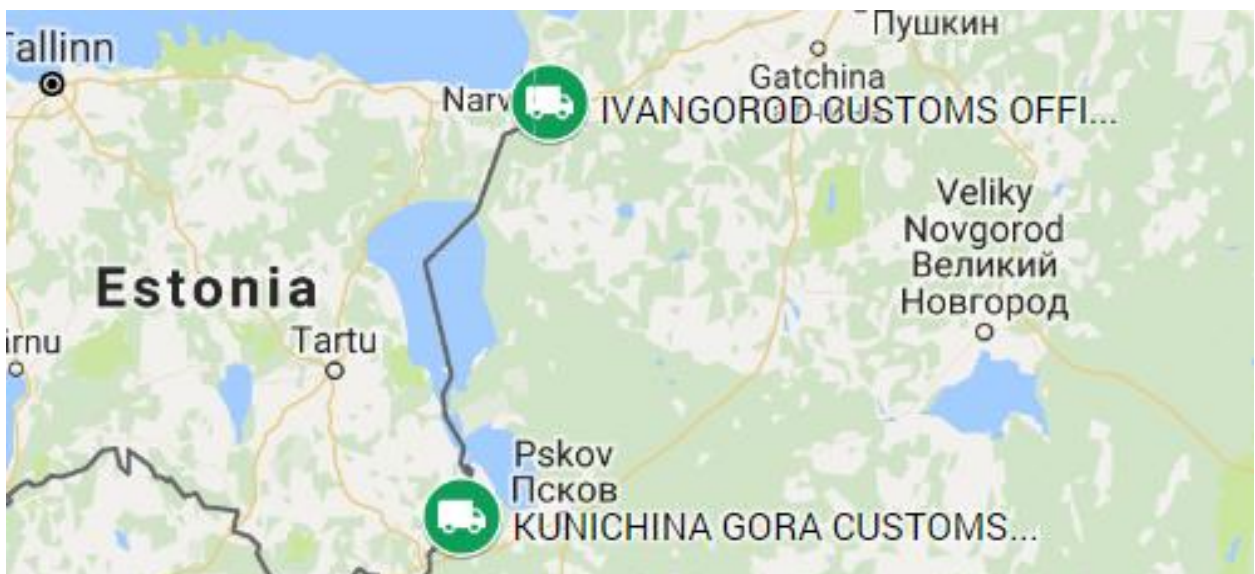 Tallinn
Пушкин
Gatchina
Narv
IVANGOROD CUSTOMS OFFI...
Veliky
Novgorod
Великий
Новгород
Estonia
Tartu
irnu
Pskov
Псков
KUNICHINA GORA CUSTOMS...